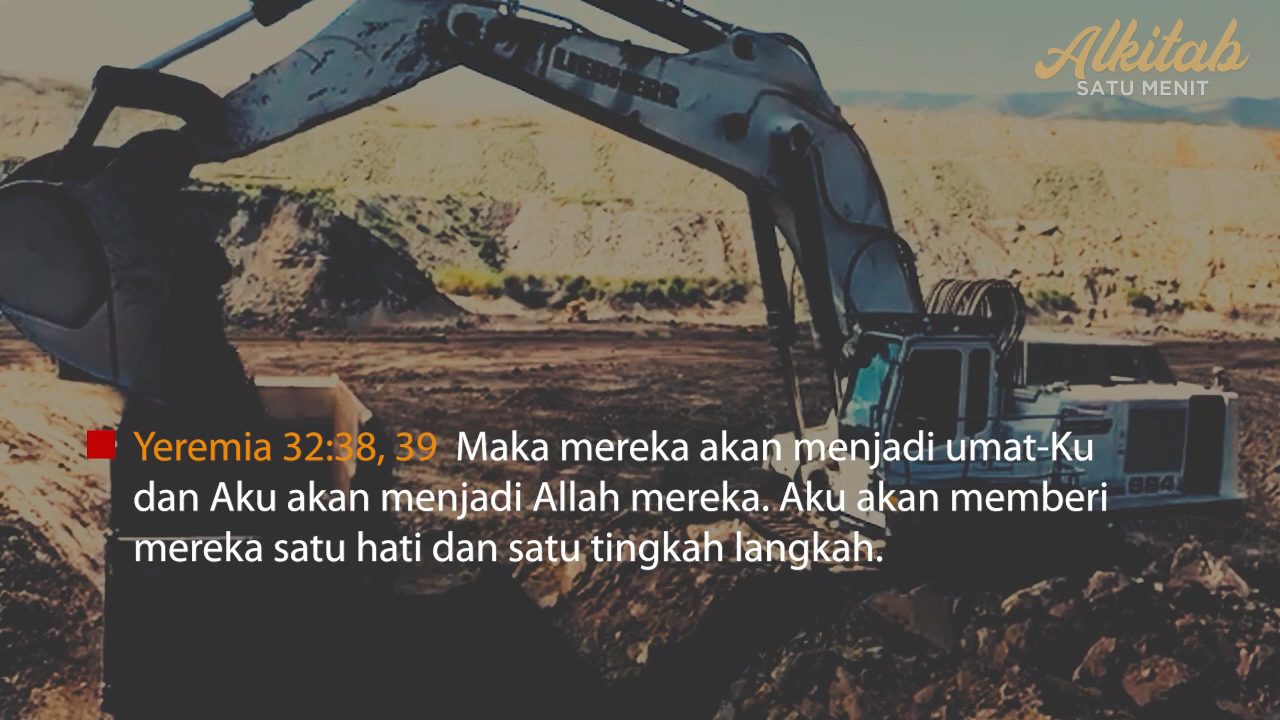 Alkitab
SATU MENIT
LIEBHERR
Yeremia 32:38, 39 Maka mereka akan menjadi umat-Ku
dan Aku akan menjadi Allah mereka. Aku akan memberi
mereka satu hati dan satu tingkah langkah.